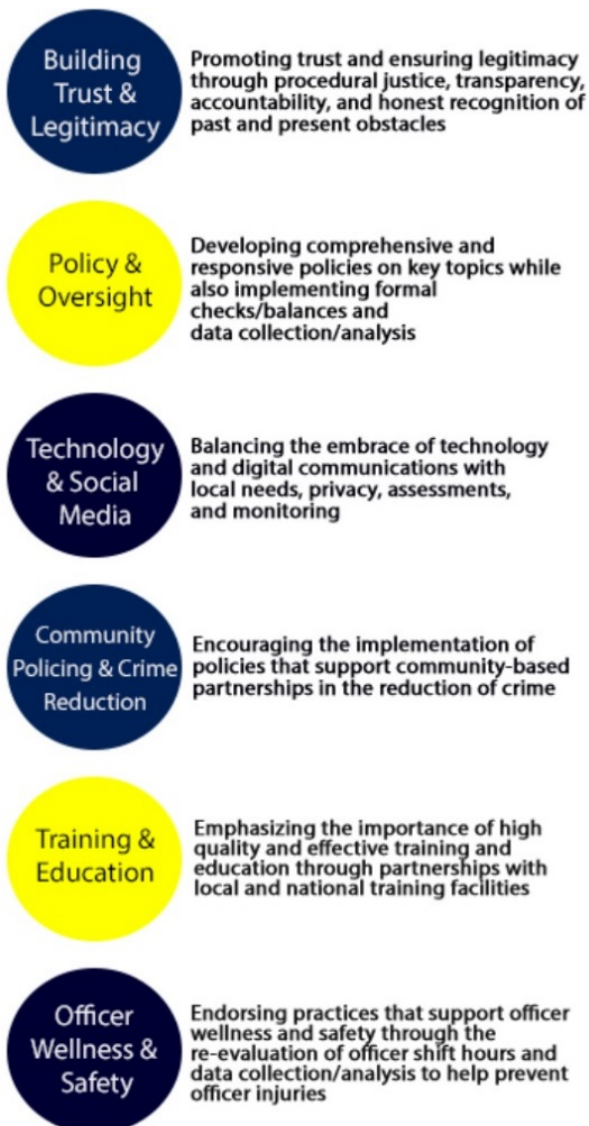 Building
Trust &
Legitimacy
Promoting trust and ensuring legitimacy
through procedural justice, transparency,
accountability, and honest recognition of
past and present obstacles
Policy &
Oversight
Developing comprehensive and
responsive policies on key topics while
also implementing formal
checks/balances and
data collection/analysis
Technology
& Social
Media
Balancing the embrace of technology
and digital communications with
local needs, privacy, assessments,
and monitoring
Community
Policing & Crime
Reduction
Encouraging the implementation of
policies that support community-based
partnerships in the reduction of crime
Training &
Education
Emphasizing the importance of high
quality and effective training and
education through partnerships with
local and national training facilities
Officer
Wellness &
Safety
Endorsing practices that support officer
wellness and safety through the
re-evaluation of officer shift hours and
data collection/analysis to help prevent
officer injuries